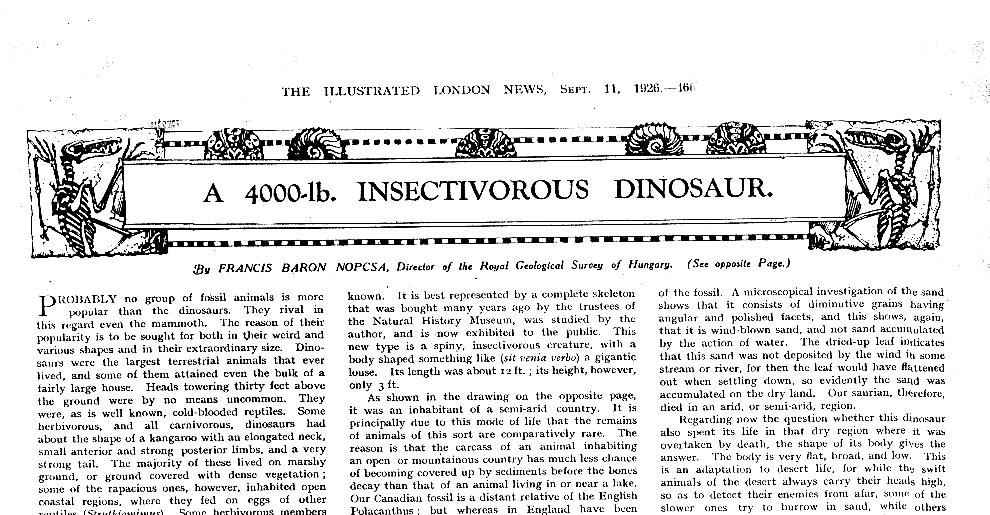 THE ILLUSTRATED LONDON NEWS, SEPT. 11, 1926.—166
A 4000-lb. INSECTIVOROUS DINOSAUR.
By FRANCIS BARON NOPCSA, Director of the Royal Geological Survey of Hungary. (See opposite Page.)
PROBABLY no group of fossil animals is more
popular than the dinosaurs. They rival in
this regard even the mammoth. The reason of their
popularity is to be sought for both in their weird and
various shapes and in their extraordinary size. Dino-
saurs were the largest terrestrial animals that ever
lived, and some of them attained even the bulk of a
fairly large house. Heads towering thirty feet above
the ground were by no means uncommon. They
were, as is well known, cold-blooded reptiles. Some
herbivorous, and all carnivorous, dinosaurs had
about the shape of a kangaroo with an elongated neck,
small anterior and strong posterior limbs, and a very
strong tail. The majority of these lived on marshy
ground, or ground covered with dense vegetation;
some of the rapacious ones, however, inhabited open
coastal regions, where they fed on eggs of other
reptiles (Struthiomimus). Some herbivorous members
known. It is best represented by a complete skeleton
that was bought many years ago by the trustees of
the Natural History Museum, was studied by the
author, and is now exhibited to the public. This
new type is a spiny, insectivorous creature, with a
body shaped something like (sit venia verbo) a gigantic
louse. Its length was about 12 ft.; its height, however,
only 3 ft.
As shown in the drawing on the opposite page,
it was an inhabitant of a semi-arid country. It is
principally due to this mode of life that the remains
of animals of this sort are comparatively rare. The
reason is that the carcass of an animal inhabiting
an open or mountainous country has much less chance
of becoming covered up by sediments before the bones
decay than that of an animal living in or near a lake.
Our Canadian fossil is a distant relative of the English
Polacanthus; but whereas in England have been
of the fossil. A microscopical investigation of the sand
shows that it consists of diminutive grains having
angular and polished facets, and this shows, again,
that it is wind-blown sand, and not sand accumulated
by the action of water. The dried-up leaf indicates
that this sand was not deposited by the wind in some
stream or river, for then the leaf would have flattened
out when settling down, so evidently the sand was
accumulated on the dry land. Our saurian, therefore,
died in an arid, or semi-arid, region.
Regarding now the question whether this dinosaur
also spent its life in that dry region where it was
overtaken by death, the shape of its body gives the
answer. The body is very flat, broad, and low. This
is an adaptation to desert life, for while the swift
animals of the desert always carry their heads high,
so as to detect their enemies from afar, some of the
slower ones try to burrow in sand, while others